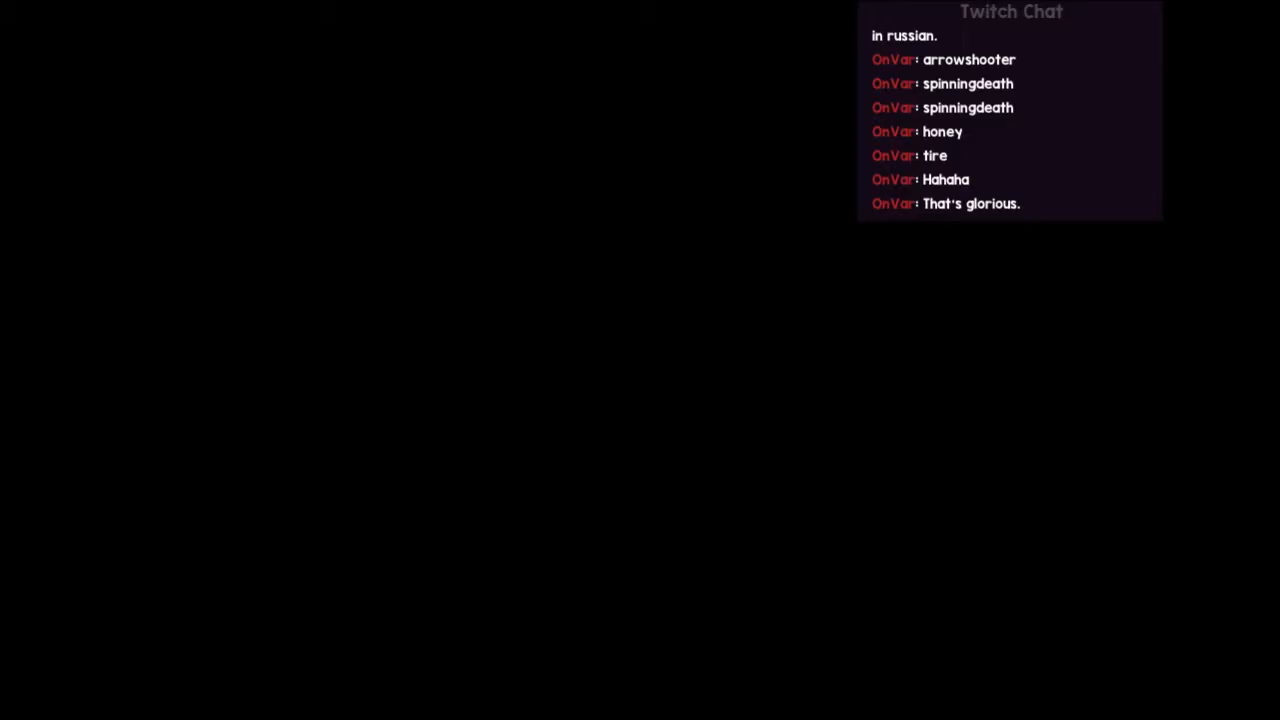 Twitch Chat
in russian.
OnVar: arrowshooter
OnVar: spinningdeath
OnVar: spinningdeath
OnVar: honey
OnVar: tire
OnVar: Hahaha
OnVar: That's glorious.